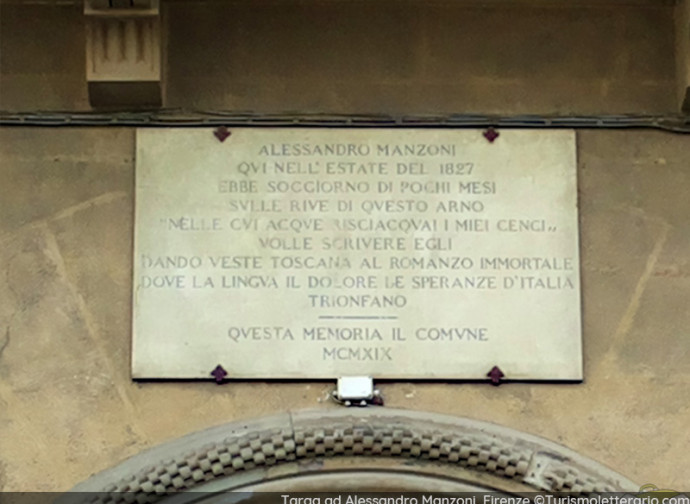 ALESSANDRO MANZONI
QVI NELL' ESTATE DEL 1827
EBBE SOGGIORNO DI POCHI MESI
SVLLE RIVE DI QVESTO ARNO
"NELLE CVI ACQVE RISCIACQVAI I MIEI CENCI„
VOLLE SCRIVERE EGLI
DANDO VESTE TOSCANA AL ROMANZO IMMORTALE
DOVE LA LINGVA IL DOLORE LE SPERANZE D'ITALIA
TRIONFANO
QVESTA MEMORIA IL COMVNE
MCMXIX
Targa ad Alessandro Manzoni, Firenze ©Turismoletterario.com